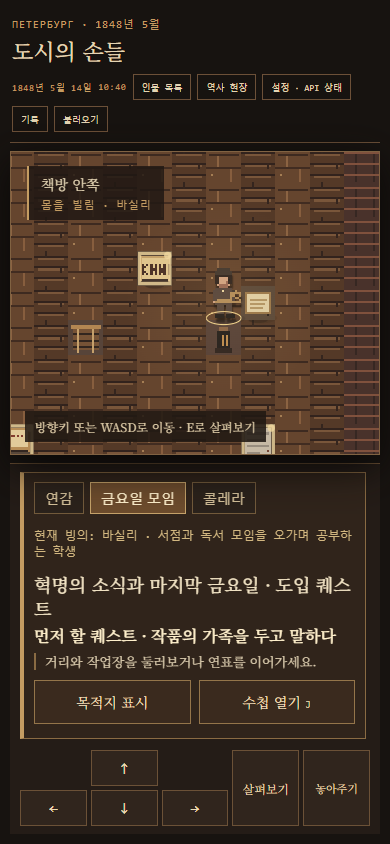 ПЕТЕРБУРГ · 1848년 5월
도시의 손들
1848년 5월 14일 10:40 인물 목록 역사 현장 설정 · API 상태
기록 불러오기
책방 안쪽
몸을 빌림 · 바실리
방향키 또는 WASD로 이동 · E로 살펴보기
연감 금요일 모임 콜레라
현재 빙의: 바실리 · 서점과 독서 모임을 오가며 공부하
는 학생
혁명의 소식과 마지막 금요일 · 도입 퀘스
트
먼저 할 퀘스트 · 작품의 가족을 두고 말하다
거리와 작업장을 둘러보거나 연표를 이어가세요.
목적지 표시 수첩 열기 J
↑
← ↓ → 살펴보기 놓아주기